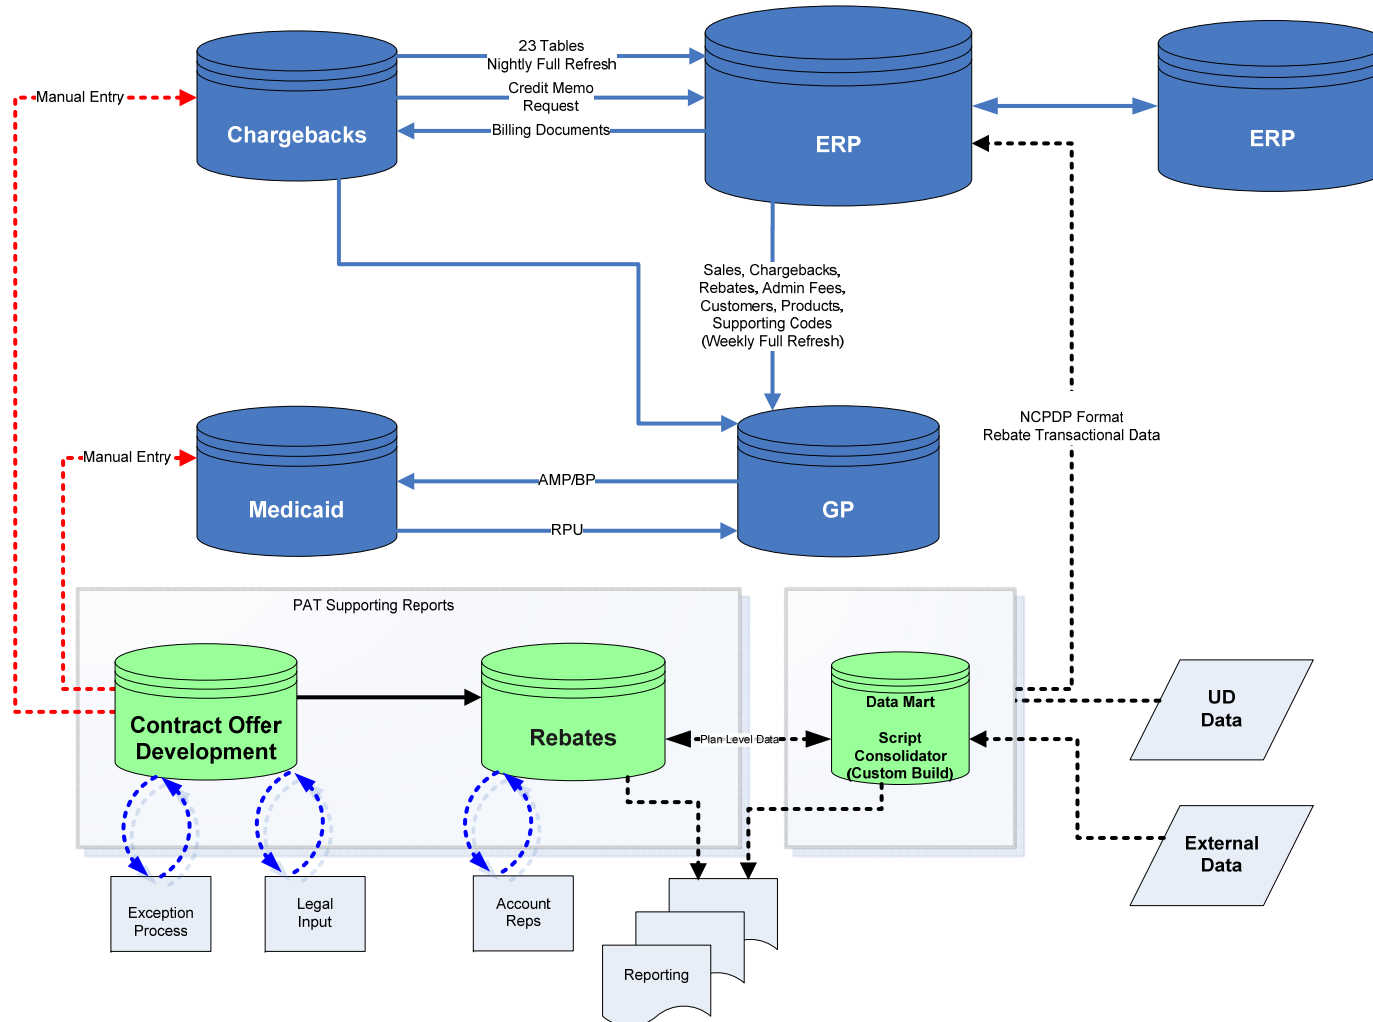 23 Tables
Nightly Full Refresh
Manual Entry
Credit Memo
Request
Chargebacks
Billing Documents
ERP
ERP
Sales, Chargebacks,
Rebates, Admin Fees,
Customers, Products,
Supporting Codes
(Weekly Full Refresh)
NCPDP Format
Rebate Transactional Data
Manual Entry
Medicaid
AMP/BP
RPU
GP
PAT Supporting Reports
Contract Offer
Development
Rebates
Plan Level Data
Data Mart
Script
Consolidator
(Custom Build)
UD
Data
External
Data
Exception
Process
Legal
Input
Account
Reps
Reporting